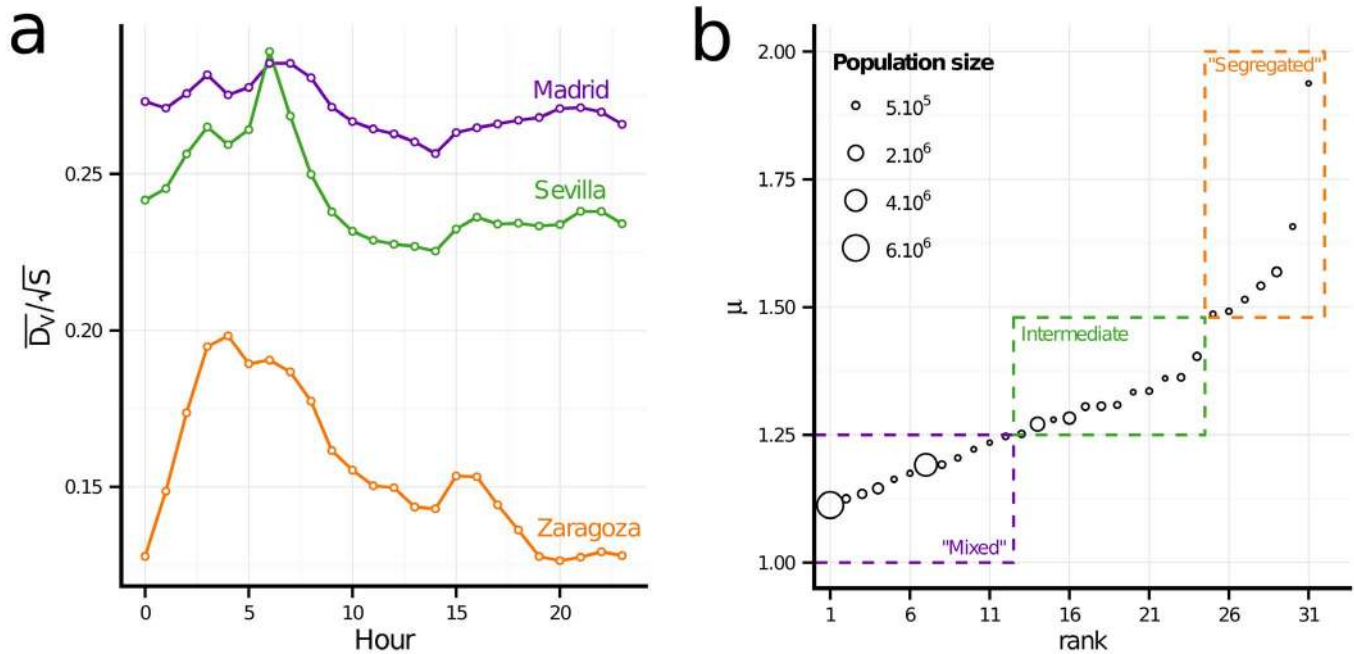 a
0.25
0.20
0.15
D̅v̅/√S
Madrid
Sevilla
Zaragoza
0
5
10
15
20
Hour
b
2.00
1.75
1.50
1.25
1.00
μ
Population size
5.10⁵
2.10⁶
4.10⁶
6.10⁶
"Segregated"
Intermediate
"Mixed"
1
6
11
16
21
26
31
rank